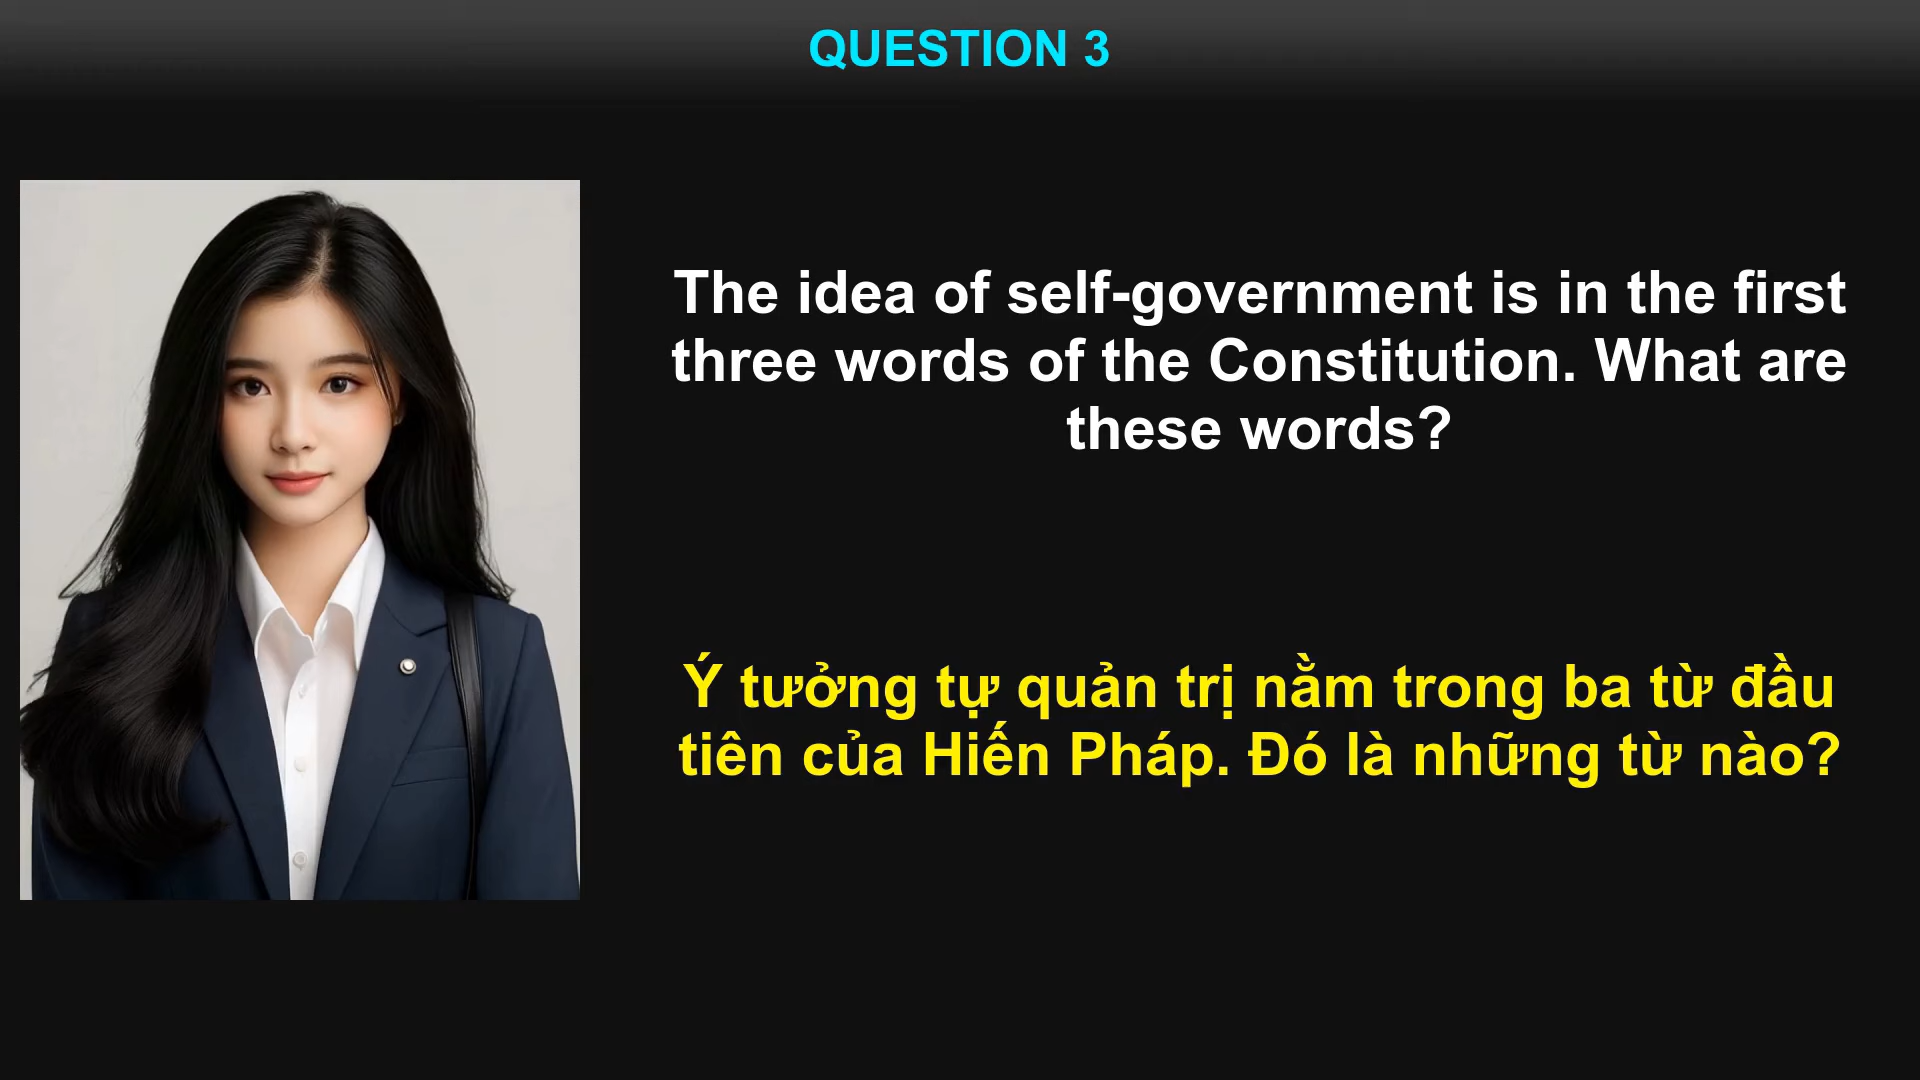 QUESTION 3
The idea of self-government is in the first
three words of the Constitution. What are
these words?
Ý tưởng tự quản trị nằm trong ba từ đầu
tiên của Hiến Pháp. Đó là những từ nào?